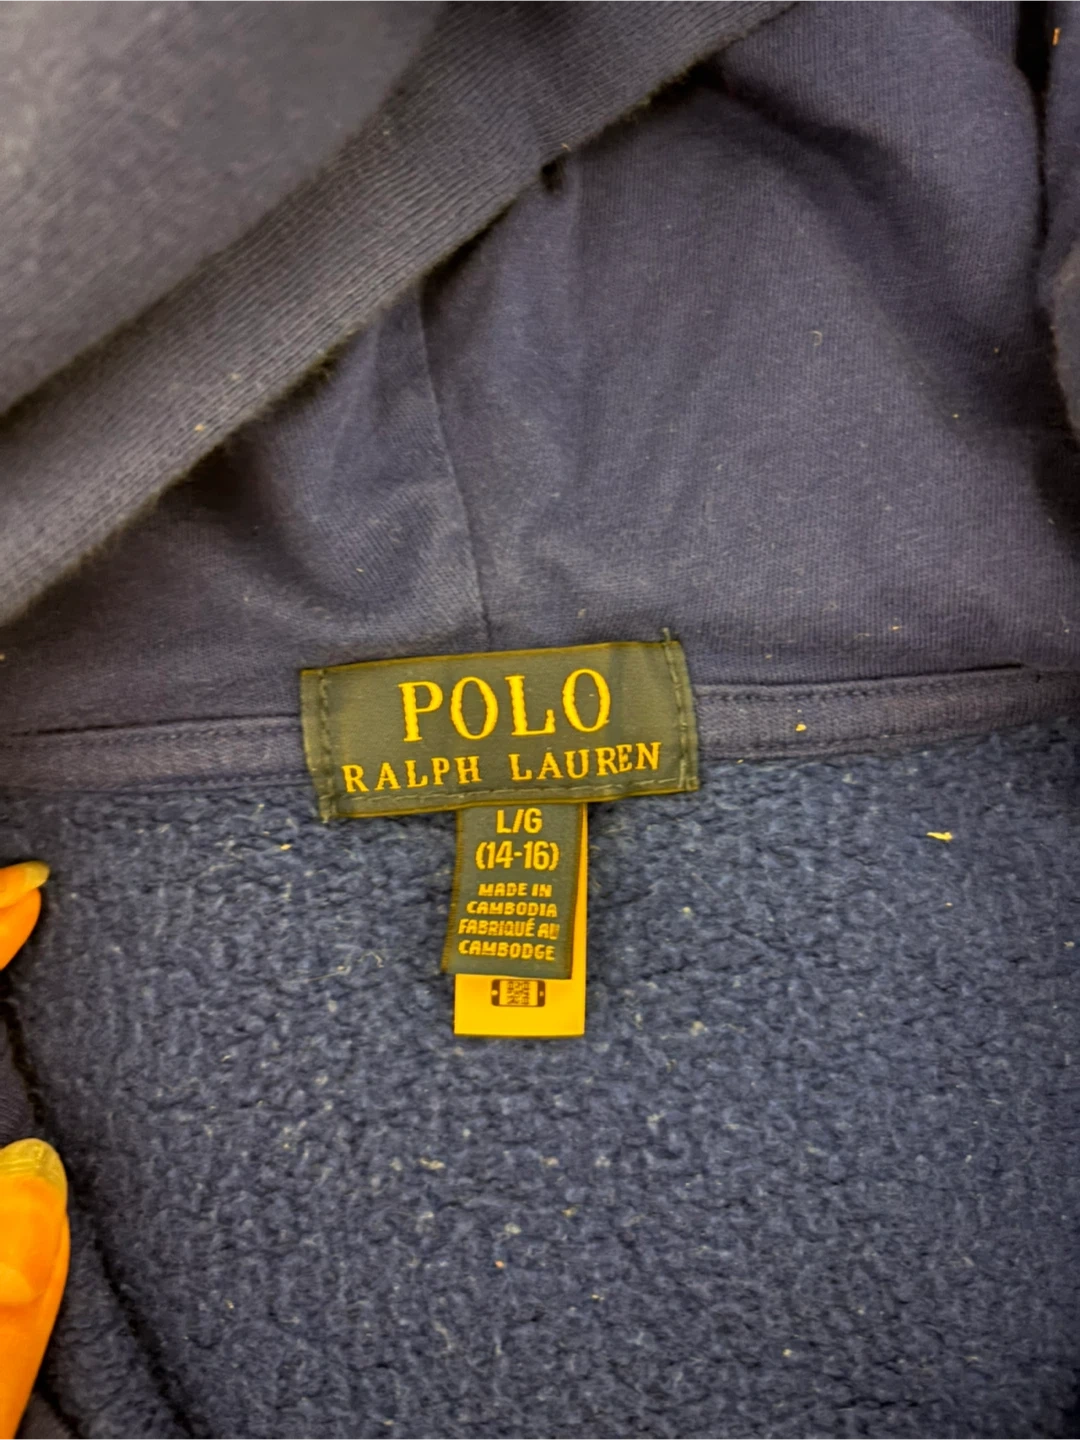 POLO
RALPH LAUREN
L/G
(14-16)
MADE IN
CAMBODIA
FABRIQUÉ AU
CAMBODGE